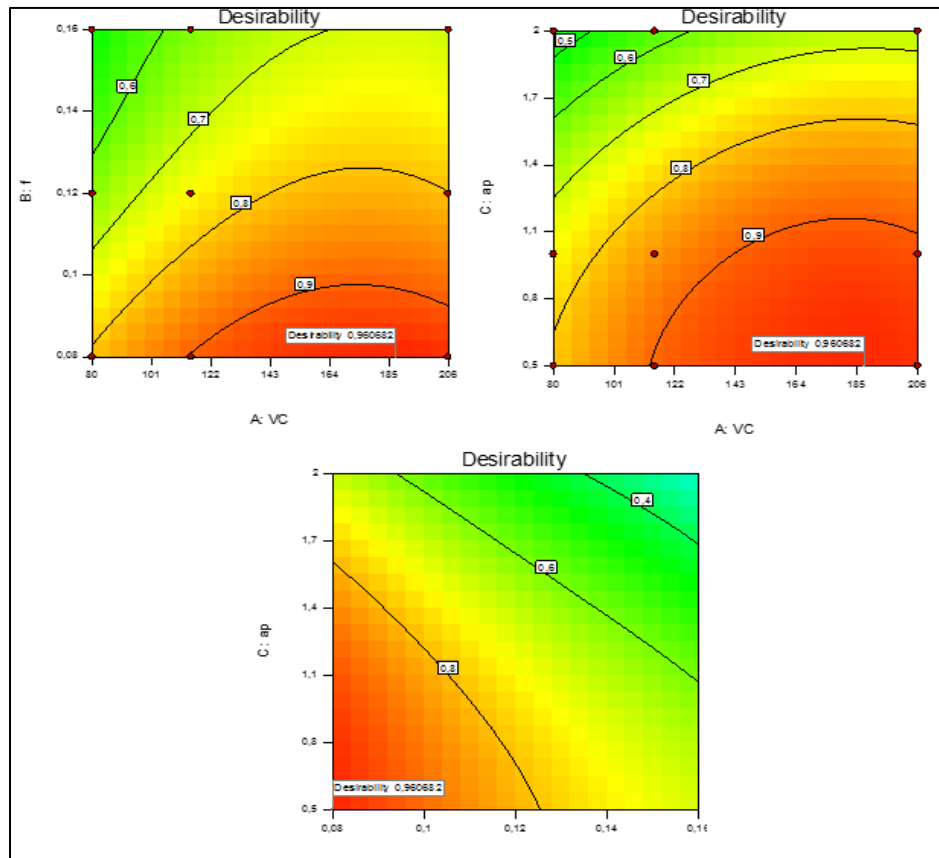 Desirability
0,16
0,14
0,12
0,1
0,08
B: f
0,6
0,7
0,8
0,9
Desirability 0,960682
80 101 122 143 164 185 206
A: VC
Desirability
2
1,7
1,4
1,1
0,8
0,5
C: ap
0,5
0,6
0,7
0,8
0,9
Desirability 0,960682
80 101 122 143 164 185 206
A: VC
Desirability
2
1,7
1,4
1,1
0,8
0,5
C: ap
0,4
0,6
0,8
Desirability 0,960682
0,08 0,1 0,12 0,14 0,16